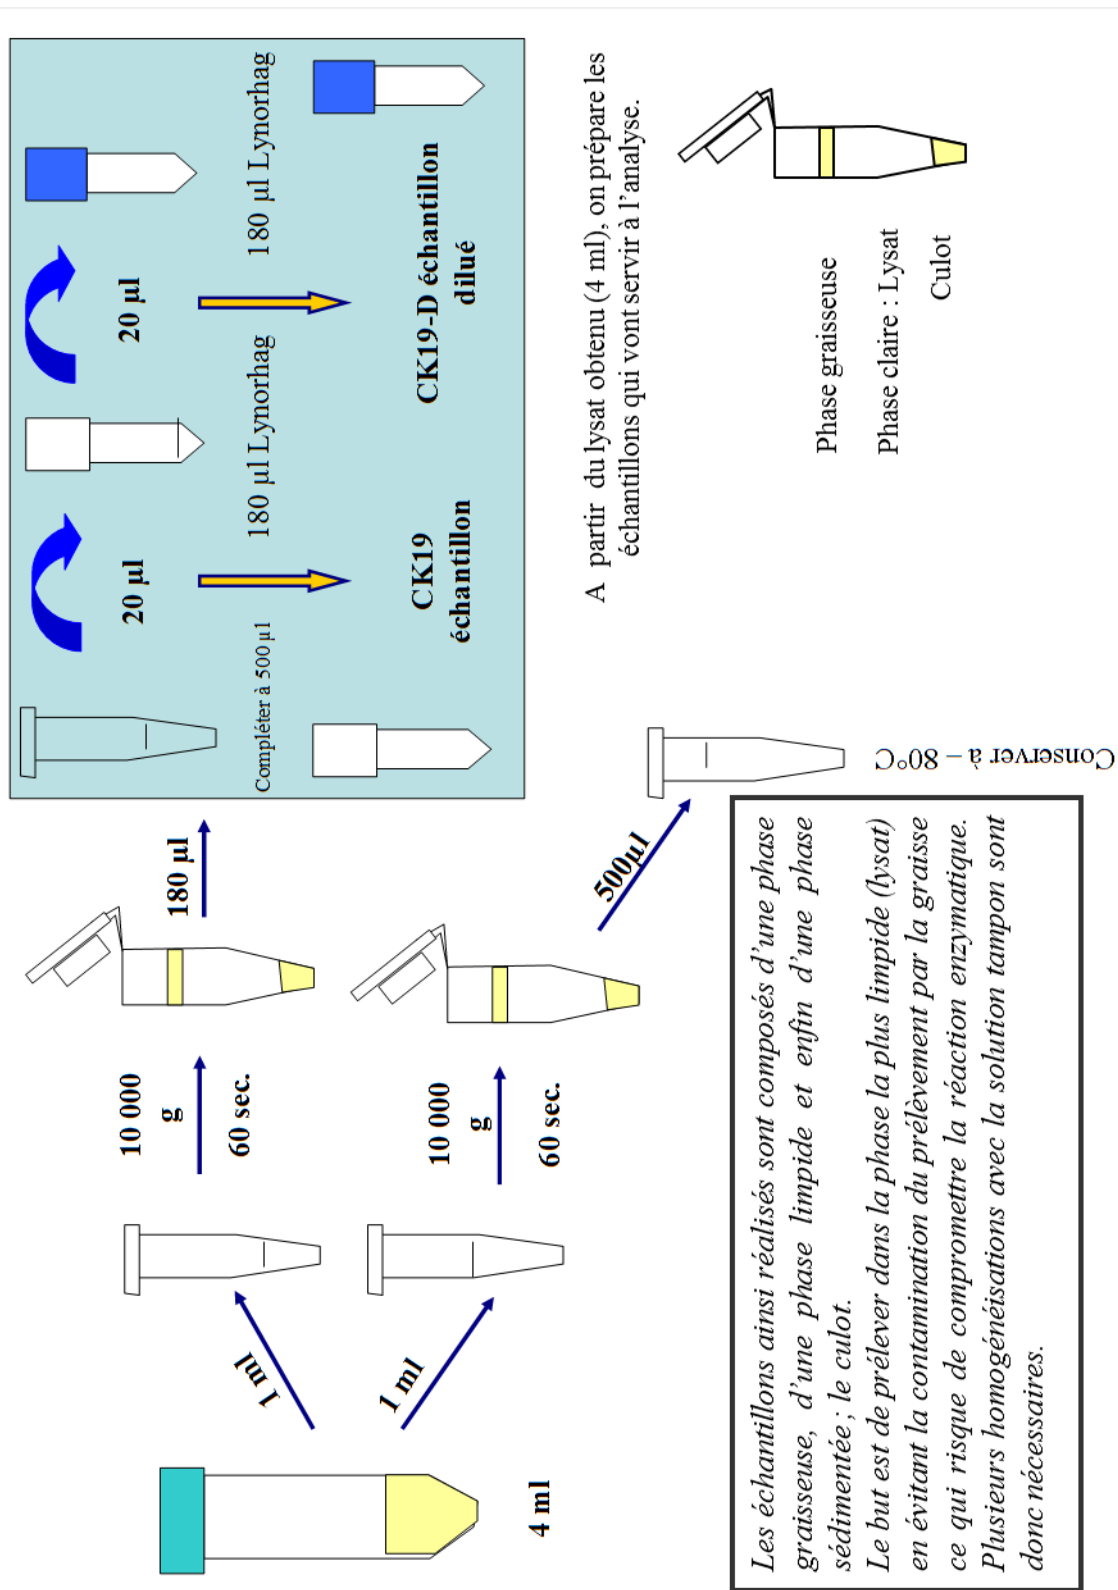 4 ml
1 ml
1 ml
10 000
g
60 sec.
10 000
g
60 sec.
180 µl
500µl
Conserver à – 80°C
Compléter à 500 µl
20 µl
180 µl Lynorhag
20 µl
180 µl Lynorhag
CK19
échantillon
CK19-D échantillon
dilué
A partir du lysat obtenu (4 ml), on prépare les
échantillons qui vont servir à l’analyse.
Phase graisseuse
Phase claire : Lysat
Culot
Les échantillons ainsi réalisés sont composés d’une phase
graisseuse, d’une phase limpide et enfin d’une phase
sédimentée ; le culot.
Le but est de prélever dans la phase la plus limpide (lysat)
en évitant la contamination du prélèvement par la graisse
ce qui risque de compromettre la réaction enzymatique.
Plusieurs homogénéisations avec la solution tampon sont
donc nécessaires.